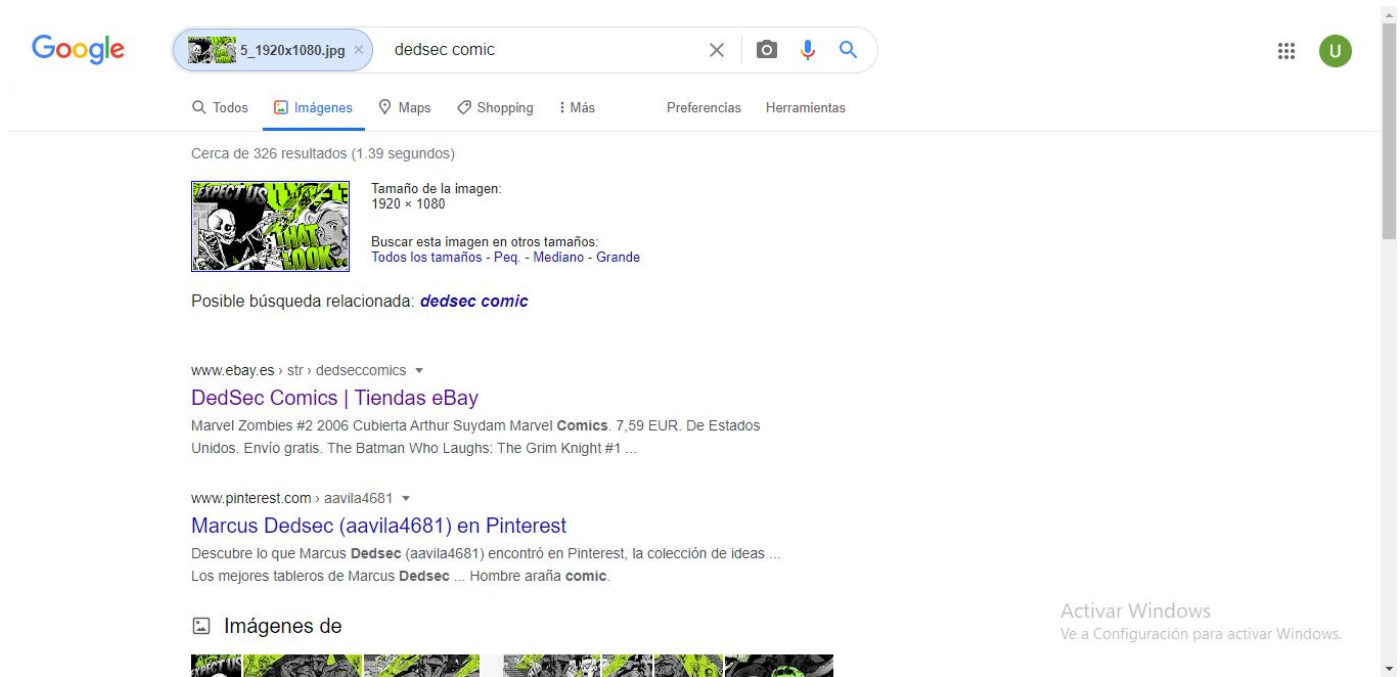 Google
5_1920x1080.jpg × dedsec comic
U
Todos Imágenes Maps Shopping Más Preferencias Herramientas
Cerca de 326 resultados (1.39 segundos)
EXPECT US
THAT
LOOK..
Tamaño de la imagen:
1920 × 1080
Buscar esta imagen en otros tamaños:
Todos los tamaños - Peq. - Mediano - Grande
Posible búsqueda relacionada: dedsec comic
www.ebay.es › str › dedseccomics
DedSec Comics | Tiendas eBay
Marvel Zombies #2 2006 Cubierta Arthur Suydam Marvel Comics. 7,59 EUR. De Estados
Unidos. Envío gratis. The Batman Who Laughs: The Grim Knight #1 ...
www.pinterest.com › aavila4681
Marcus Dedsec (aavila4681) en Pinterest
Descubre lo que Marcus Dedsec (aavila4681) encontró en Pinterest, la colección de ideas ...
Los mejores tableros de Marcus Dedsec ... Hombre araña comic.
Imágenes de
Activar Windows
Ve a Configuración para activar Windows.